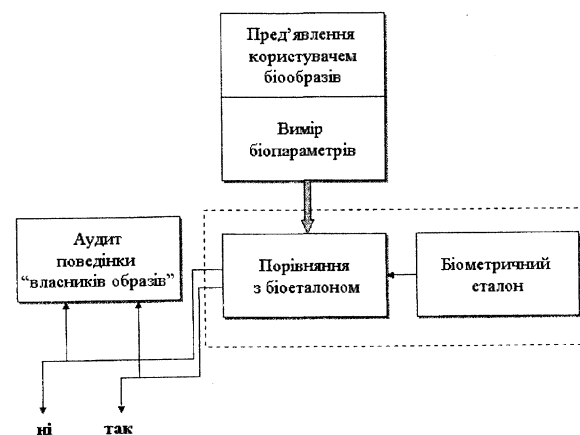 Пред’явлення
користувачем
біообразів
Вимір
біопараметрів
Аудит
поведінки
“власників образів”
Порівняння
з біоеталоном
Біометричний
сталон
ні
так